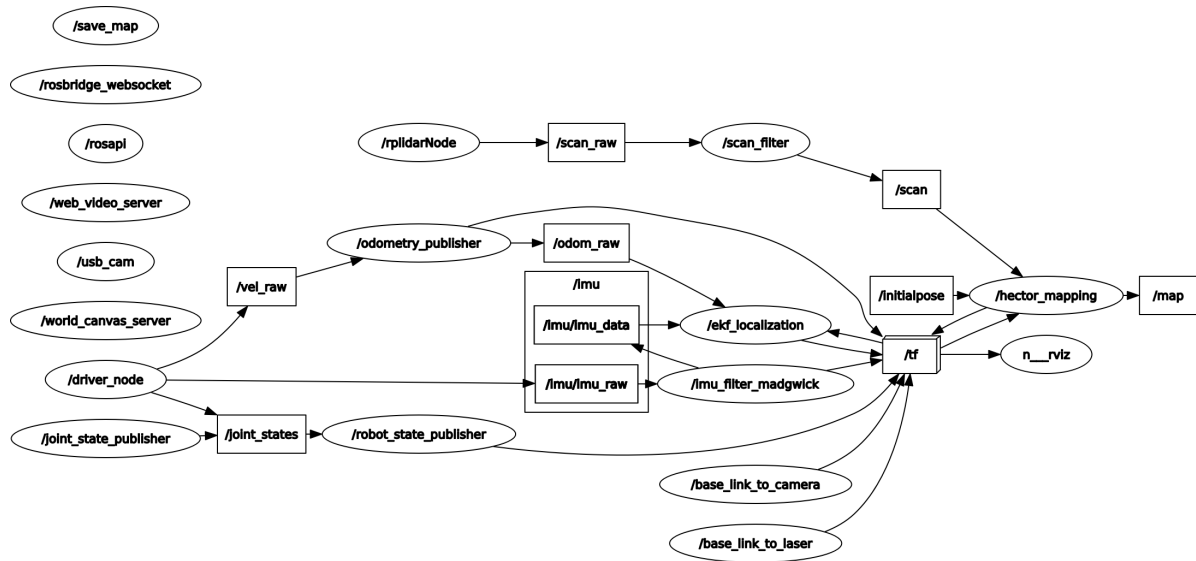 /save_map
/rosbridge_websocket
/rosapi
/web_video_server
/usb_cam
/world_canvas_server
/driver_node
/joint_state_publisher
/vel_raw
/joint_states
/rplidarNode
/odometry_publisher
/robot_state_publisher
/scan_raw
/odom_raw
/imu
/imu/imu_data
/imu/imu_raw
/scan_filter
/ekf_localization
/imu_filter_madgwick
/base_link_to_camera
/base_link_to_laser
/scan
/initialpose
/tf
/hector_mapping
n__rviz
/map